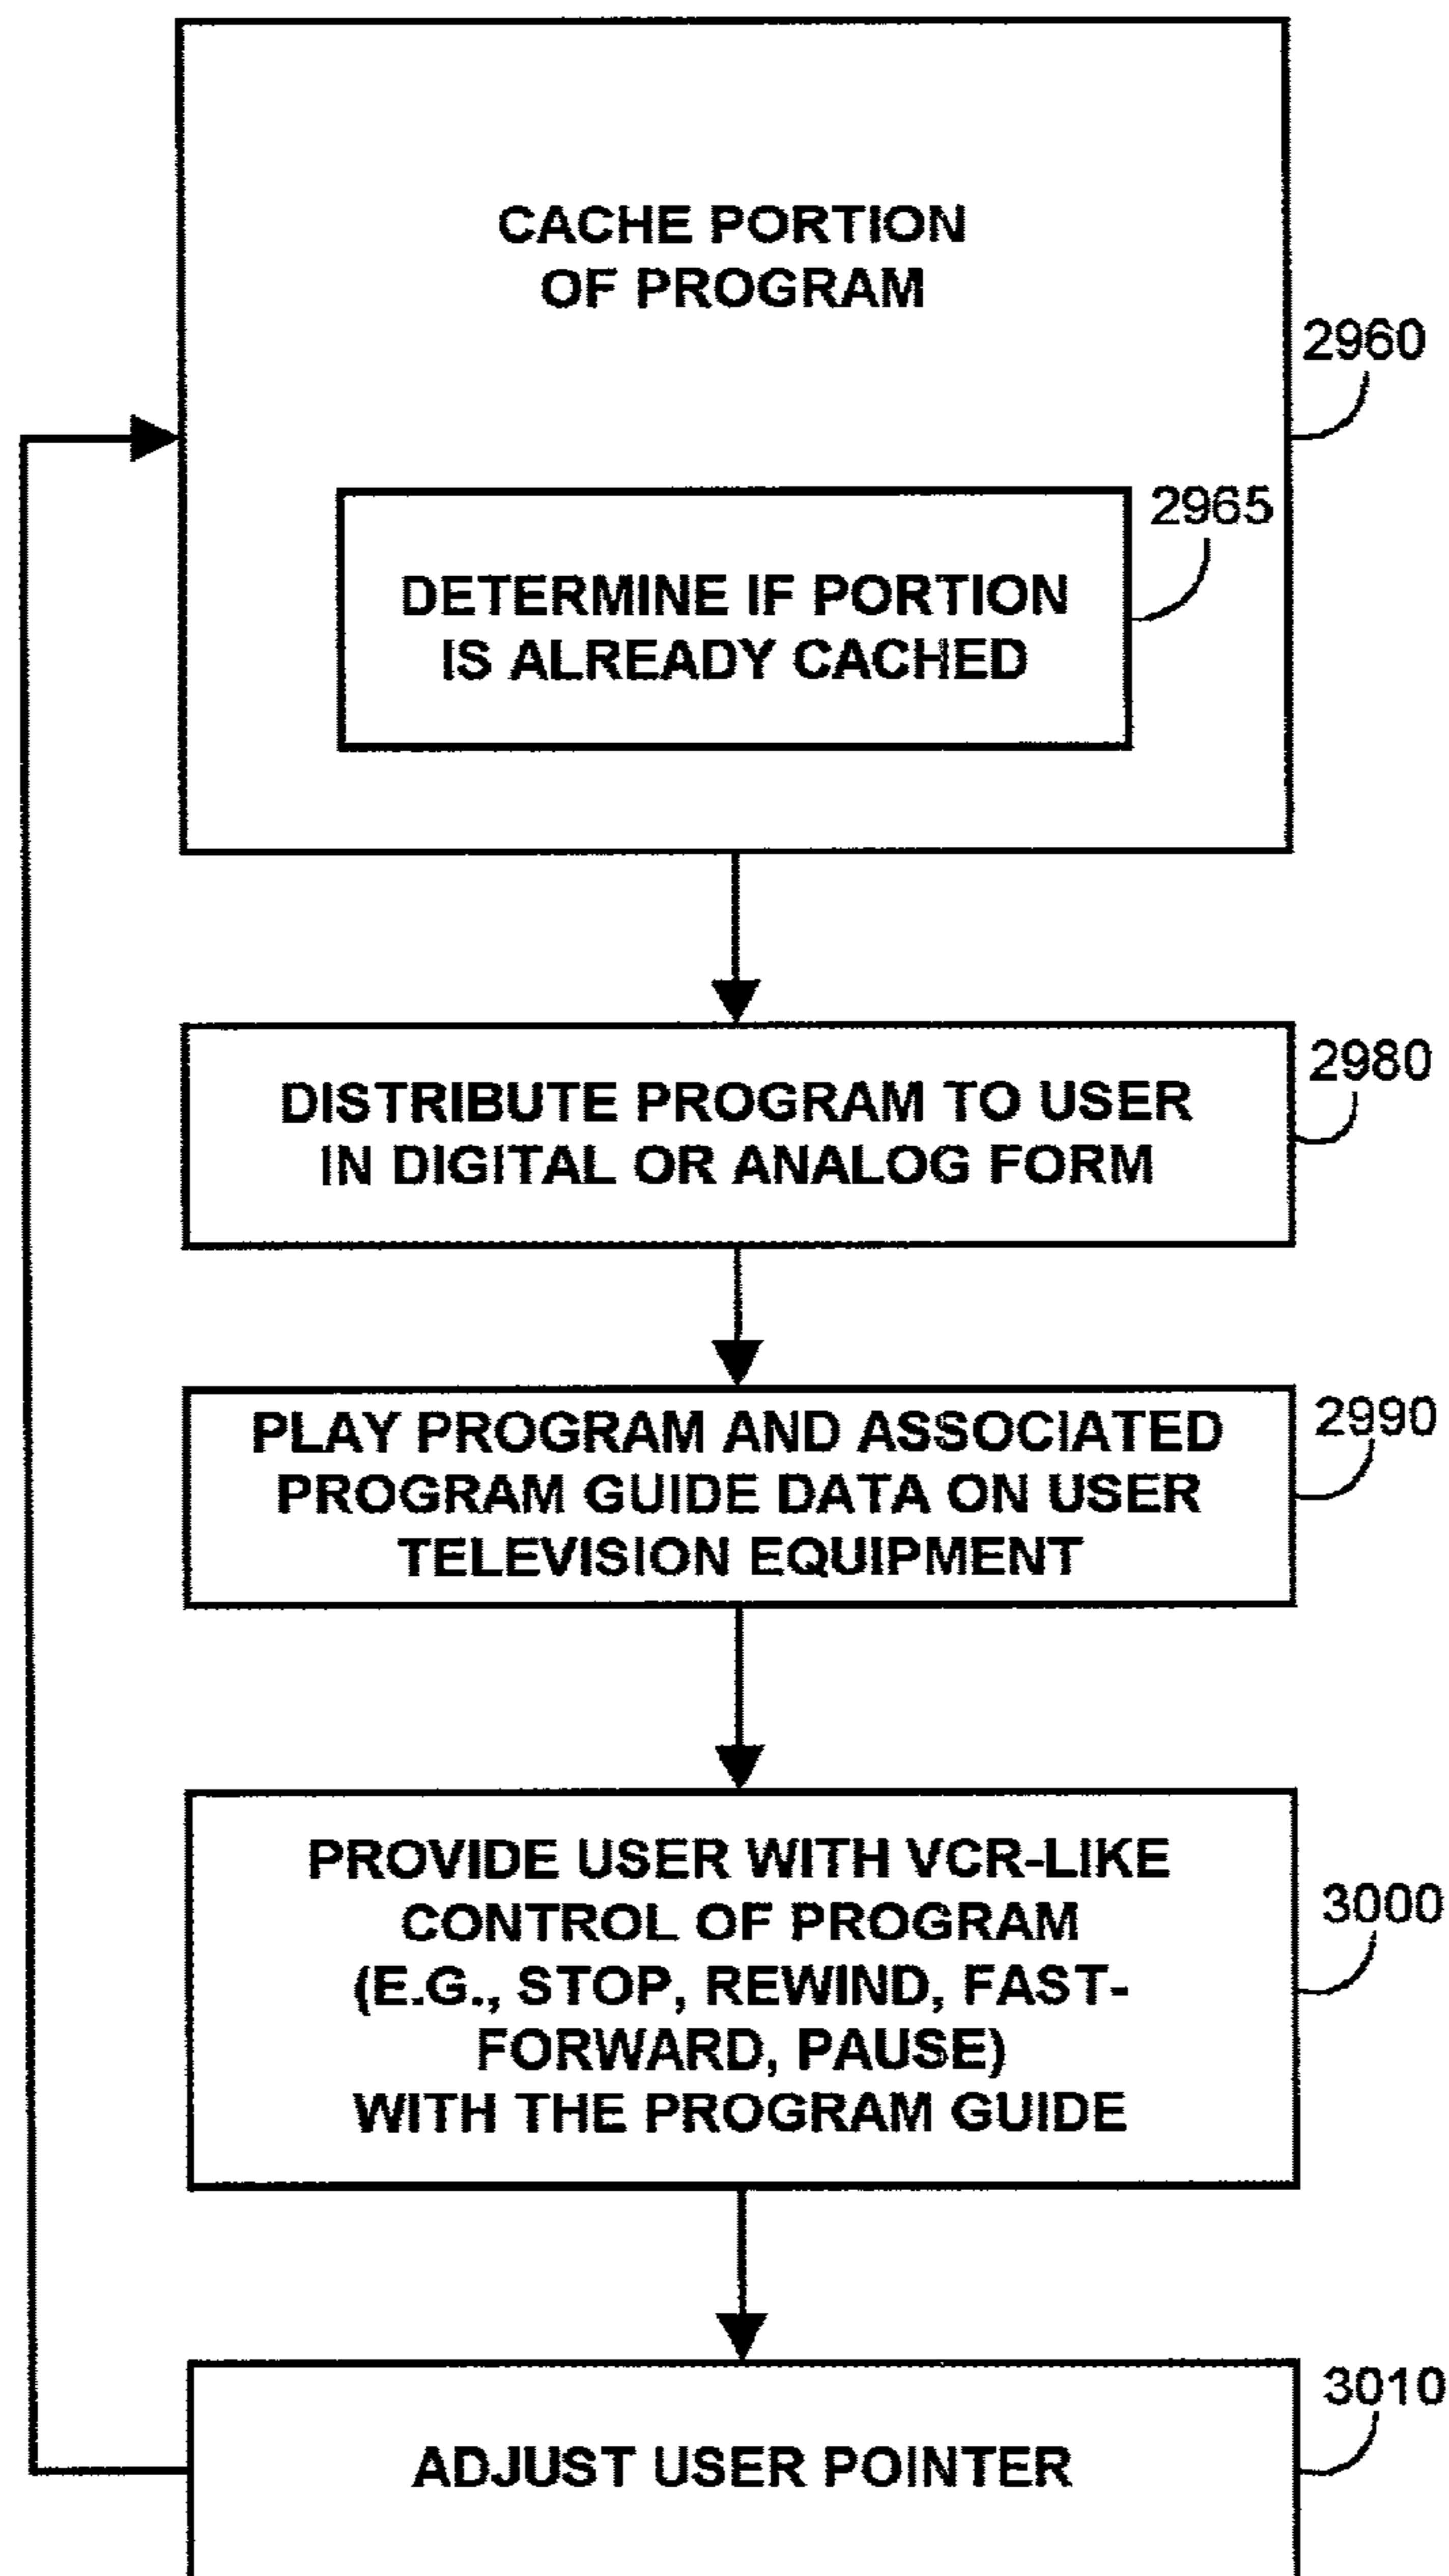 CACHE PORTION
OF PROGRAM
2960
2965
DETERMINE IF PORTION
IS ALREADY CACHED
2980
DISTRIBUTE PROGRAM TO USER
IN DIGITAL OR ANALOG FORM
2990
PLAY PROGRAM AND ASSOCIATED
PROGRAM GUIDE DATA ON USER
TELEVISION EQUIPMENT
PROVIDE USER WITH VCR-LIKE
3000
CONTROL OF PROGRAM
(E.G., STOP, REWIND, FAST-
FORWARD, PAUSE)
WITH THE PROGRAM GUIDE
3010
ADJUST USER POINTER